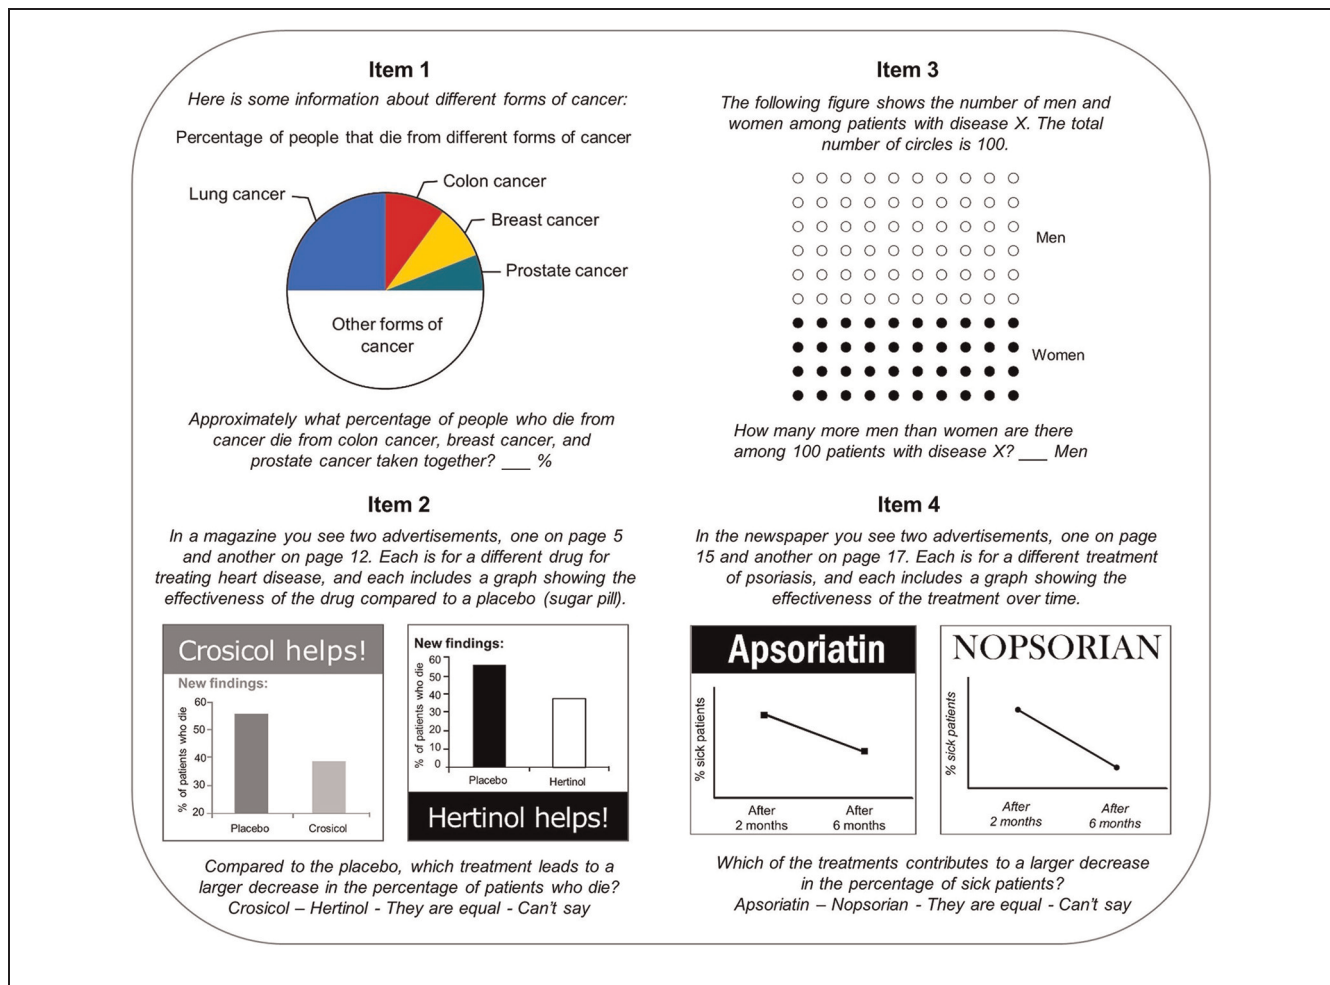 Item 1
Here is some information about different forms of cancer:
Percentage of people that die from different forms of cancer
Lung cancer
Colon cancer
Breast cancer
Prostate cancer
Other forms of
cancer
Approximately what percentage of people who die from
cancer die from colon cancer, breast cancer, and
prostate cancer taken together? ___ %
Item 3
The following figure shows the number of men and
women among patients with disease X. The total
number of circles is 100.
Men
Women
How many more men than women are there
among 100 patients with disease X? ___ Men
Item 2
In a magazine you see two advertisements, one on page 5
and another on page 12. Each is for a different drug for
treating heart disease, and each includes a graph showing the
effectiveness of the drug compared to a placebo (sugar pill).
Crosicol helps!
New findings:
% of patients who die
60
50
40
30
20
Placebo
Crosicol
New findings:
% of patients who die
60
50
40
30
20
10
0
Placebo
Hertinol
Hertinol helps!
Compared to the placebo, which treatment leads to a
larger decrease in the percentage of patients who die?
Crosicol – Hertinol - They are equal - Can't say
Item 4
In the newspaper you see two advertisements, one on page
15 and another on page 17. Each is for a different treatment
of psoriasis, and each includes a graph showing the
effectiveness of the treatment over time.
Apsoriatin
% sick patients
After
2 months
After
6 months
NOPSORIAN
% sick patients
After
2 months
After
6 months
Which of the treatments contributes to a larger decrease
in the percentage of sick patients?
Apsoriatin – Nopsorian - They are equal - Can't say